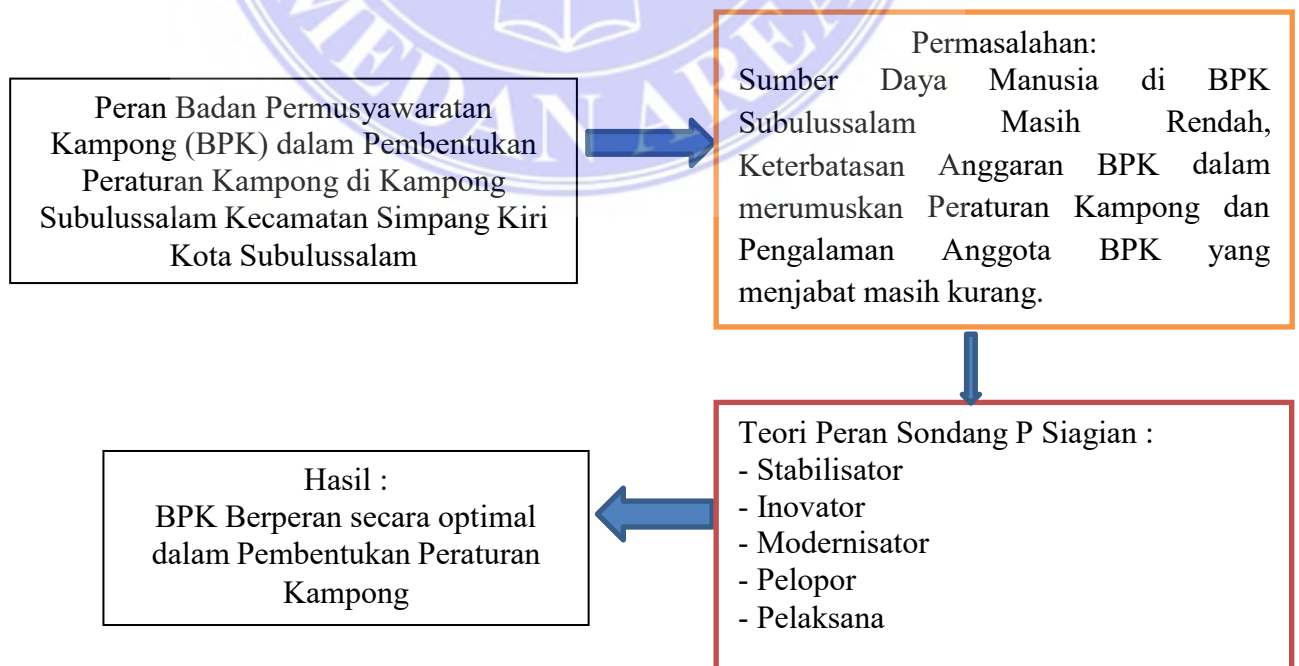 MEDAN AREA
Peran Badan Permusyawaratan
Kampong (BPK) dalam Pembentukan
Peraturan Kampong di Kampong
Subulussalam Kecamatan Simpang Kiri
Kota Subulussalam
Permasalahan:
Sumber Daya Manusia di BPK
Subulussalam Masih Rendah,
Keterbatasan Anggaran BPK dalam
merumuskan Peraturan Kampong dan
Pengalaman Anggota BPK yang
menjabat masih kurang.
Teori Peran Sondang P Siagian :
- Stabilisator
- Inovator
- Modernisator
- Pelopor
- Pelaksana
Hasil :
BPK Berperan secara optimal
dalam Pembentukan Peraturan
Kampong